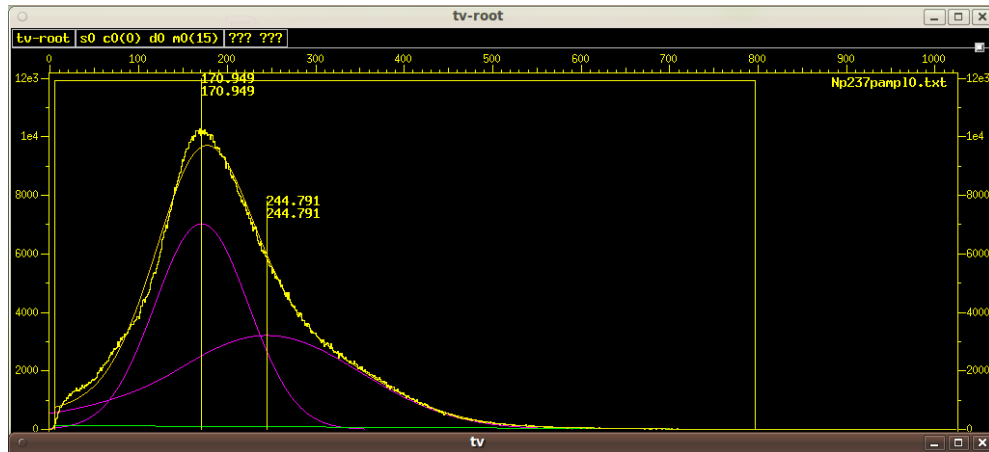 tv-root
tv-root s0 c0(0) d0 m0(15) ??? ???
0 100 200 300 400 500 600 700 800 900 1000
12e3 170.949 12e3
170.949 Np237pampl0.txt
1e4 1e4
8000 8000
244.791
244.791
6000 6000
4000 4000
2000 2000
0 0
tv